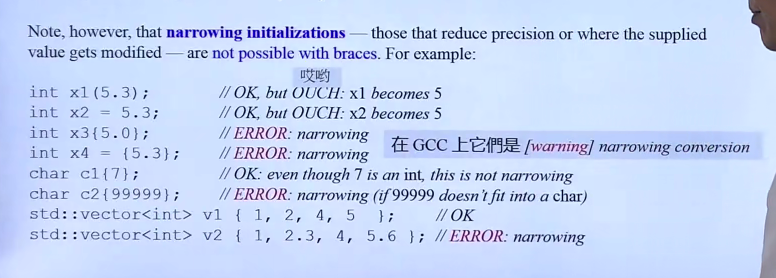 Note, however, that narrowing initializations — those that reduce precision or where the supplied
value gets modified — are not possible with braces. For example:
哎哟
int x1(5.3); // OK, but OUCH: x1 becomes 5
int x2 = 5.3; // OK, but OUCH: x2 becomes 5
int x3{5.0}; // ERROR: narrowing
int x4 = {5.3}; // ERROR: narrowing
在 GCC 上它們是 [warning] narrowing conversion
char c1{7}; // OK: even though 7 is an int, this is not narrowing
char c2{99999}; // ERROR: narrowing (if 99999 doesn't fit into a char)
std::vector<int> v1 { 1, 2, 4, 5 }; // OK
std::vector<int> v2 { 1, 2.3, 4, 5.6 }; // ERROR: narrowing